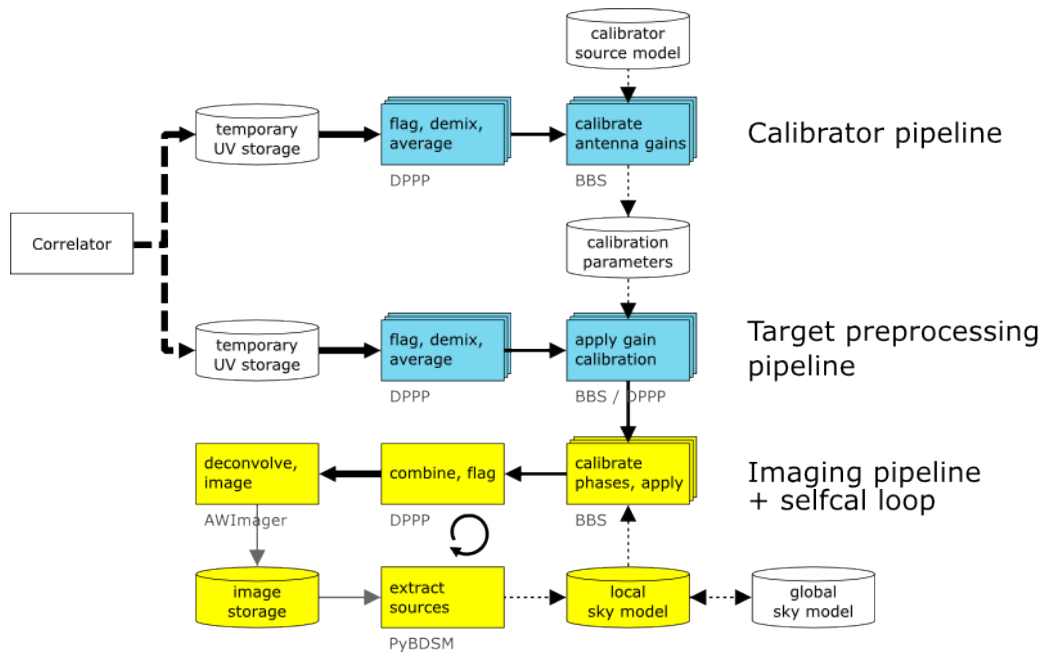 calibrator
source model
temporary
UV storage
flag, demix,
average
calibrate
antenna gains
Calibrator pipeline
DPPP
BBS
Correlator
calibration
parameters
temporary
UV storage
flag, demix,
average
apply gain
calibration
Target preprocessing
pipeline
DPPP
BBS / DPPP
deconvolve,
image
combine, flag
calibrate
phases, apply
Imaging pipeline
+ selfcal loop
AWImager
DPPP
BBS
image
storage
extract
sources
local
sky model
global
sky model
PyBDSM